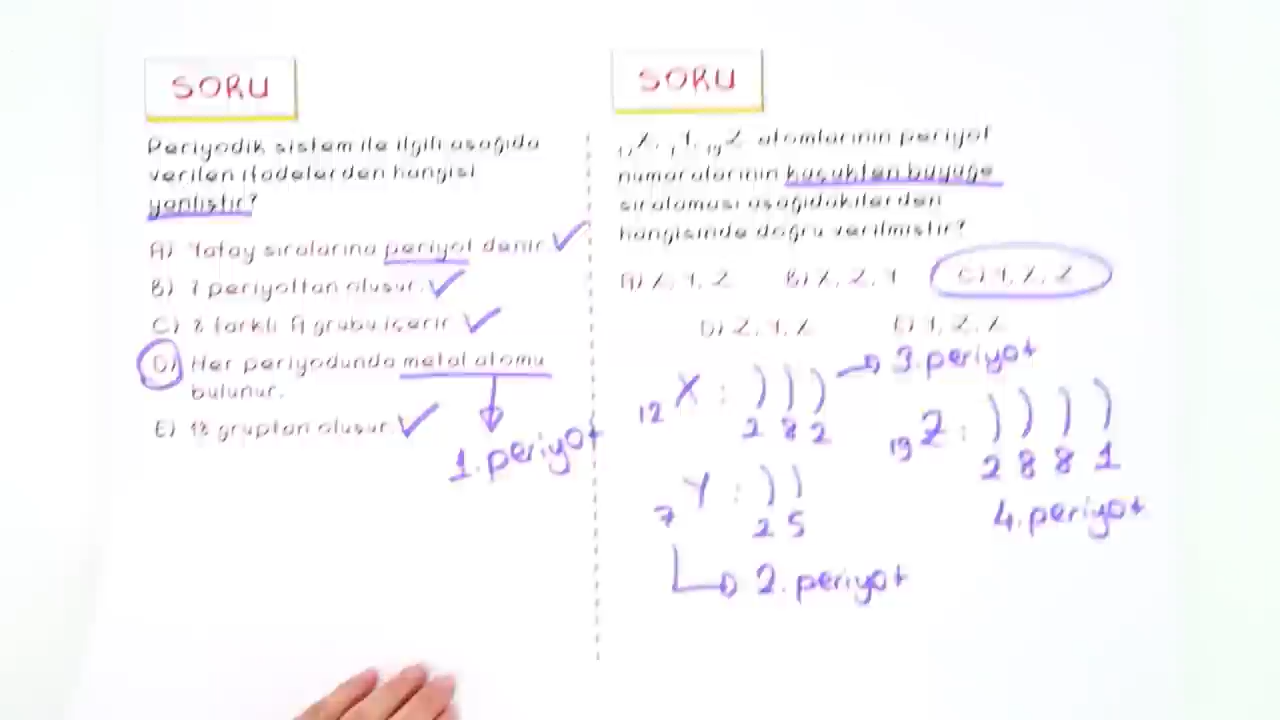 SORU
Periyodik sistem ile ilgili aşağıda
verilen ifadelerden hangisi
yanlıştır?
A) Yatay sıralarına periyot denir
B) 7 periyottan oluşur.
C) 8 farklı A grubu içerir
D) Her periyodunda metal atomu
bulunur.
E) 18 gruptan oluşur
1. periyot
SORU
12X, 7Y, 19Z atomlarının periyot
numaralarının küçükten büyüğe
sıralaması aşağıdakilerden
hangisinde doğru verilmiştir?
A) X, Y, Z B) X, Z, Y C) Y, X, Z
D) Z, Y, X E) Y, Z, X
12X : ) ) ) 3. periyot
2 8 2
19Z : ) ) ) )
2 8 8 1
4. periyot
7Y : ) )
2 5
2. periyot